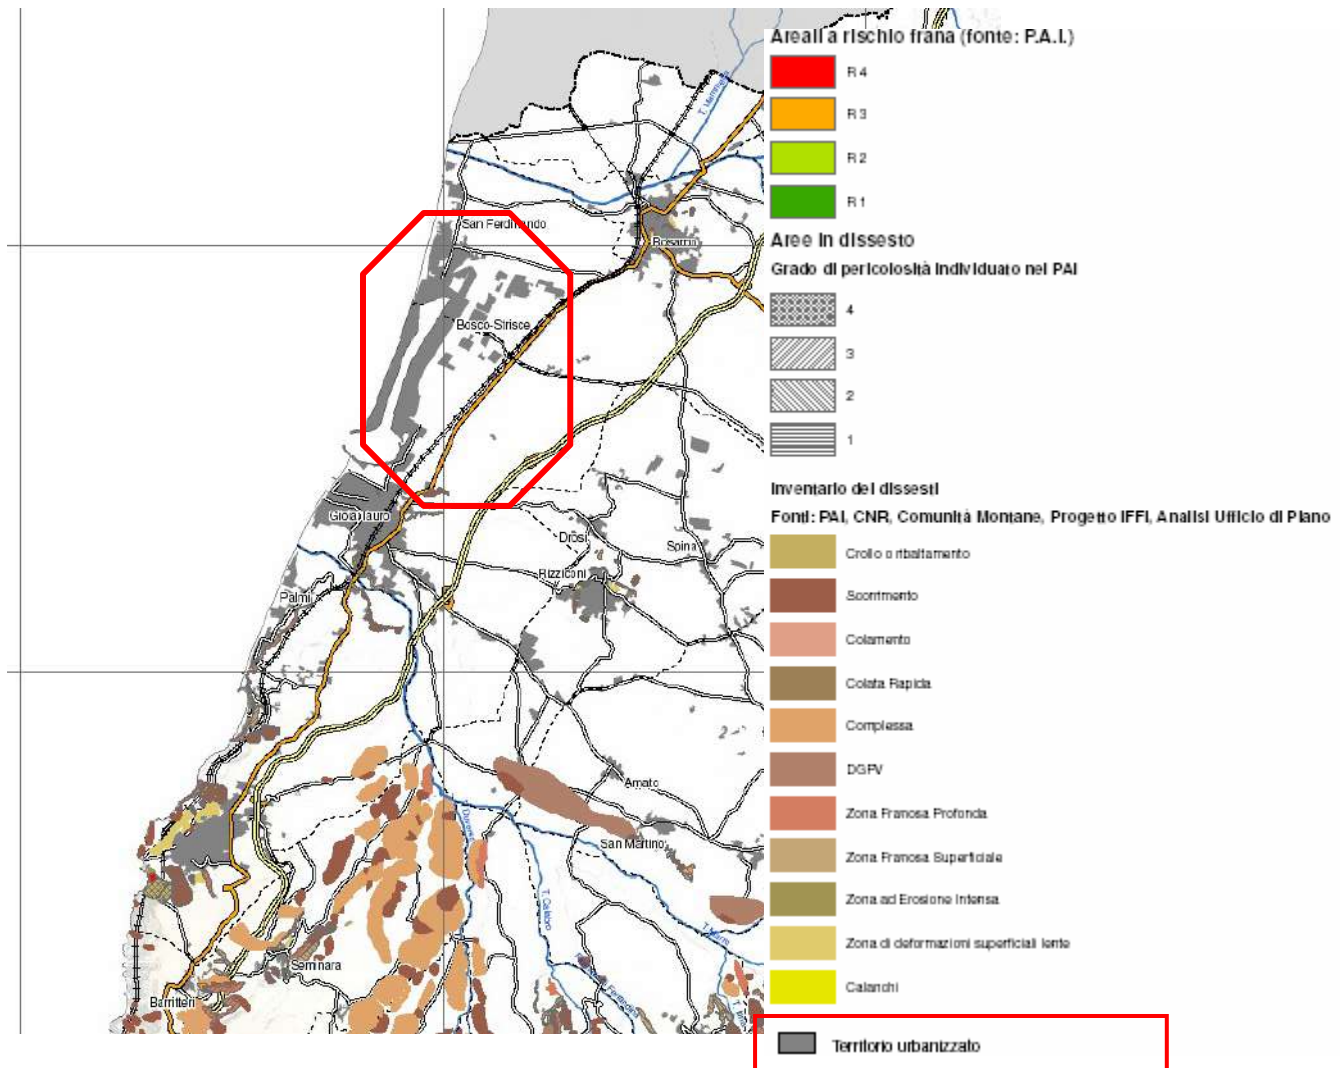 Areali a rischio frana (fonte: P.A.I.)
R 4
R 3
R 2
R 1
Aree in dissesto
Grado di pericolosità individuato nel PAI
4
3
2
1
Inventario dei dissesti
Fonti: PAI, CNR, Comunità Montane, Progetto IFFI, Analisi Ufficio di Piano
Crollo o ribaltamento
Scorrimento
Colamento
Colata Rapida
Complessa
DGPV
Zona Franosa Profonda
Zona Franosa Superficiale
Zona ad Erosione Intensa
Zona di deformazioni superficiali lente
Calanchi
Territorio urbanizzato
San Ferdinando
Rosarno
Bosco-Strisce
Gioia Tauro
Drosi
Spina
Rizziconi
Palmi
Amato
San Martino
Seminara
Barritteri